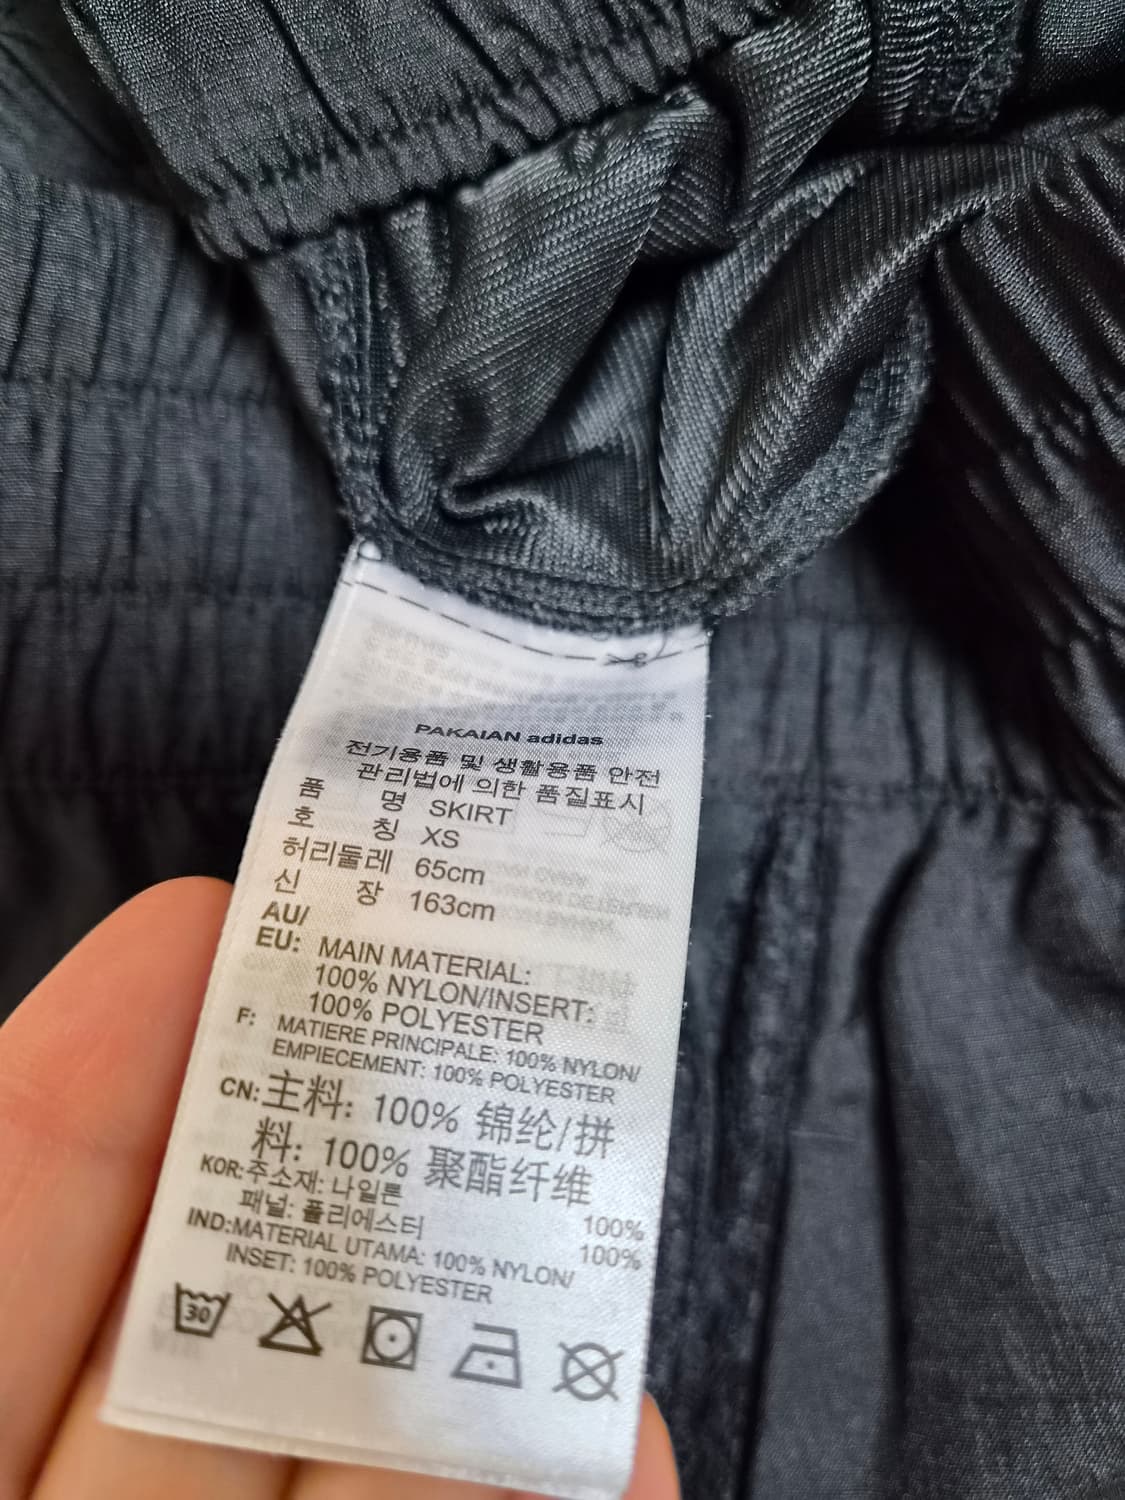 PAKAIAN adidas
전기용품 및 생활용품 안전
관리법에 의한 품질표시
품 명 SKIRT
호 칭 XS
허리둘레 65cm
신 장 163cm
AU/
EU: MAIN MATERIAL:
100% NYLON/INSERT:
100% POLYESTER
F: MATIERE PRINCIPALE: 100% NYLON/
EMPIECEMENT: 100% POLYESTER
CN: 主料: 100% 锦纶/拼
料: 100% 聚酯纤维
KOR: 주소재: 나일론 100%
패널: 폴리에스터 100%
IND: MATERIAL UTAMA: 100% NYLON/
INSET: 100% POLYESTER
30